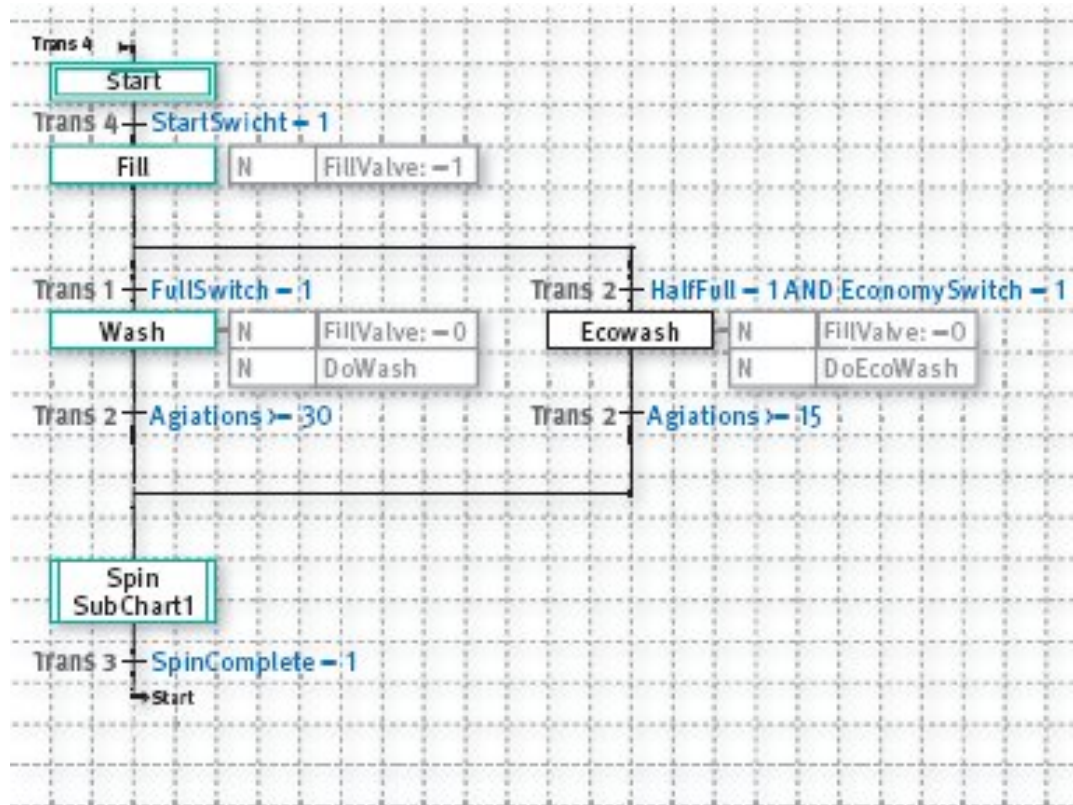 Trans 4
Start
Trans 4 StartSwicht = 1
Fill N FillValve: =1
Trans 1 FullSwitch = 1 Trans 2 HalfFull = 1 AND EconomySwitch = 1
Wash N FillValve: =0 Ecowash N FillValve: =0
N DoWash N DoEcoWash
Trans 2 Agiations >= 30 Trans 2 Agiations >= 15
Spin
SubChart1
Trans 3 SpinComplete = 1
Start